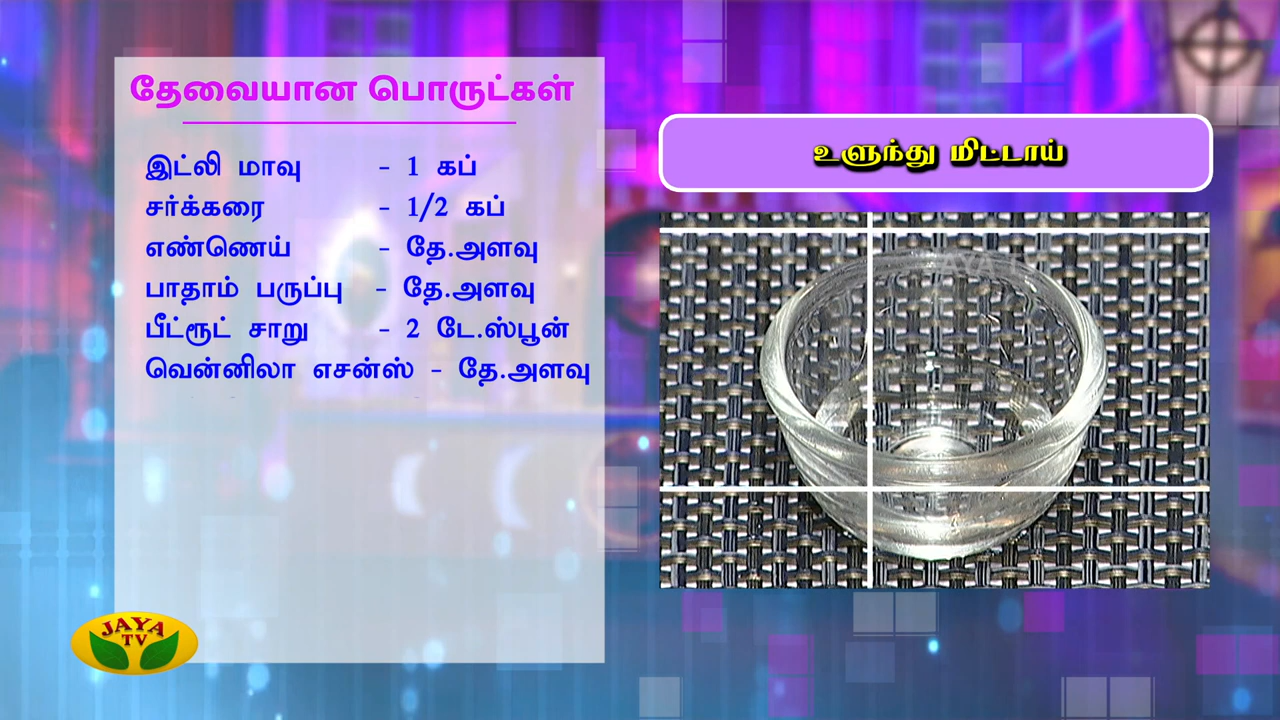 தேவையான பொருட்கள்
இட்லி மாவு - 1 கப்
சர்க்கரை - 1/2 கப்
எண்ணெய் - தே.அளவு
பாதாம் பருப்பு - தே.அளவு
பீட்ரூட் சாறு - 2 டே.ஸ்பூன்
வென்னிலா எசன்ஸ் - தே.அளவு
உளுந்து மிட்டாய்
JAYA
TV